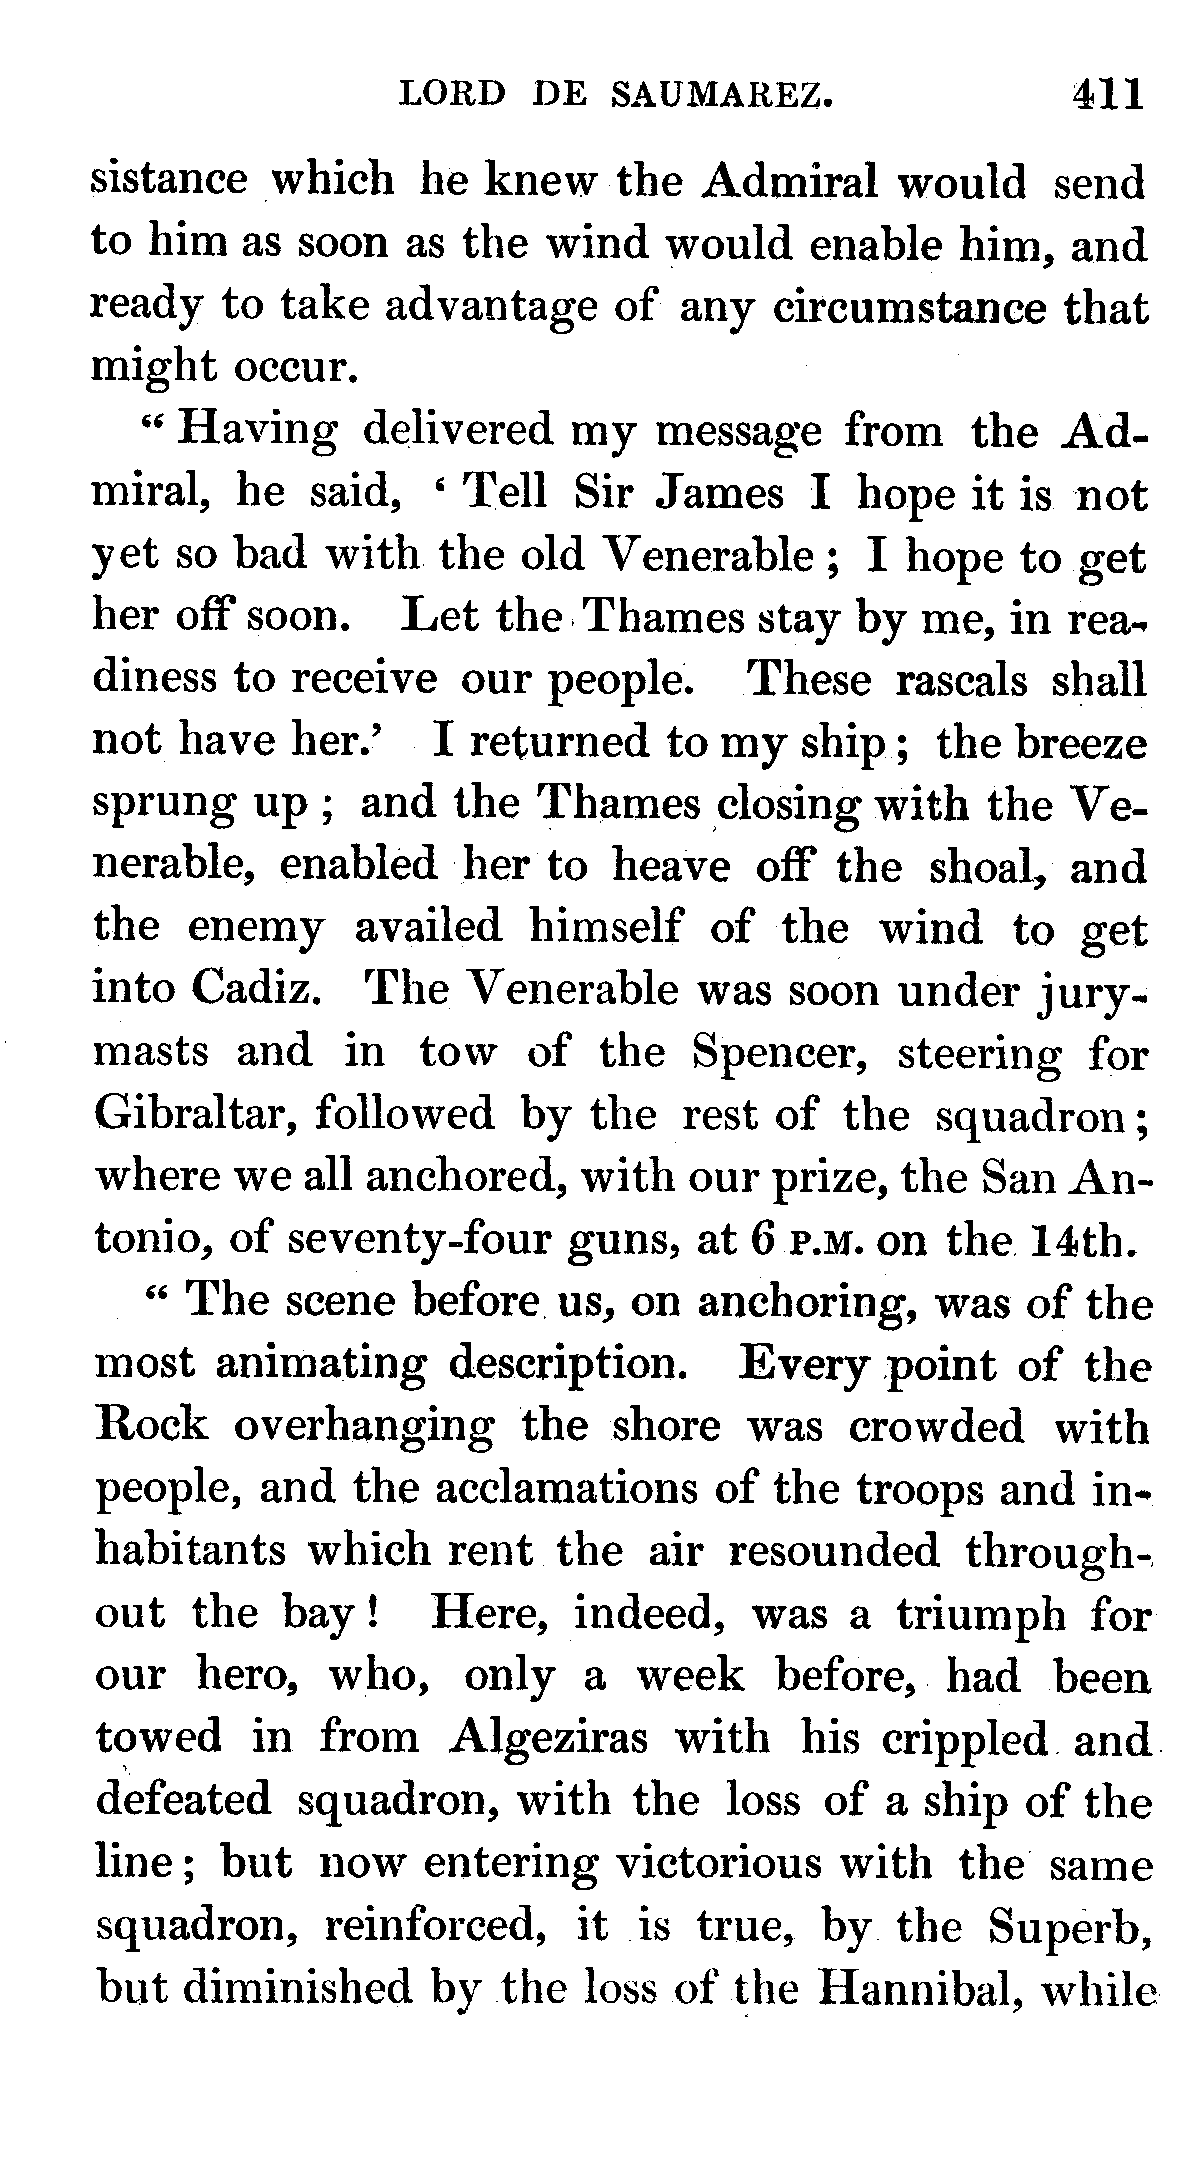 LORD DE SAUMAREZ. 411
sistance which he knew the Admiral would send
to him as soon as the wind would enable him, and
ready to take advantage of any circumstance that
might occur.
“ Having delivered my message from the Ad-
miral, he said, ‘ Tell Sir James I hope it is not
yet so bad with the old Venerable ; I hope to get
her off soon. Let the Thames stay by me, in rea-
diness to receive our people. These rascals shall
not have her.’ I returned to my ship ; the breeze
sprung up ; and the Thames closing with the Ve-
nerable, enabled her to heave off the shoal, and
the enemy availed himself of the wind to get
into Cadiz. The Venerable was soon under jury-
masts and in tow of the Spencer, steering for
Gibraltar, followed by the rest of the squadron ;
where we all anchored, with our prize, the San An-
tonio, of seventy-four guns, at 6 P.M. on the 14th.
“ The scene before us, on anchoring, was of the
most animating description. Every point of the
Rock overhanging the shore was crowded with
people, and the acclamations of the troops and in-
habitants which rent the air resounded through-
out the bay ! Here, indeed, was a triumph for
our hero, who, only a week before, had been
towed in from Algeziras with his crippled and
defeated squadron, with the loss of a ship of the
line ; but now entering victorious with the same
squadron, reinforced, it is true, by the Superb,
but diminished by the loss of the Hannibal, while